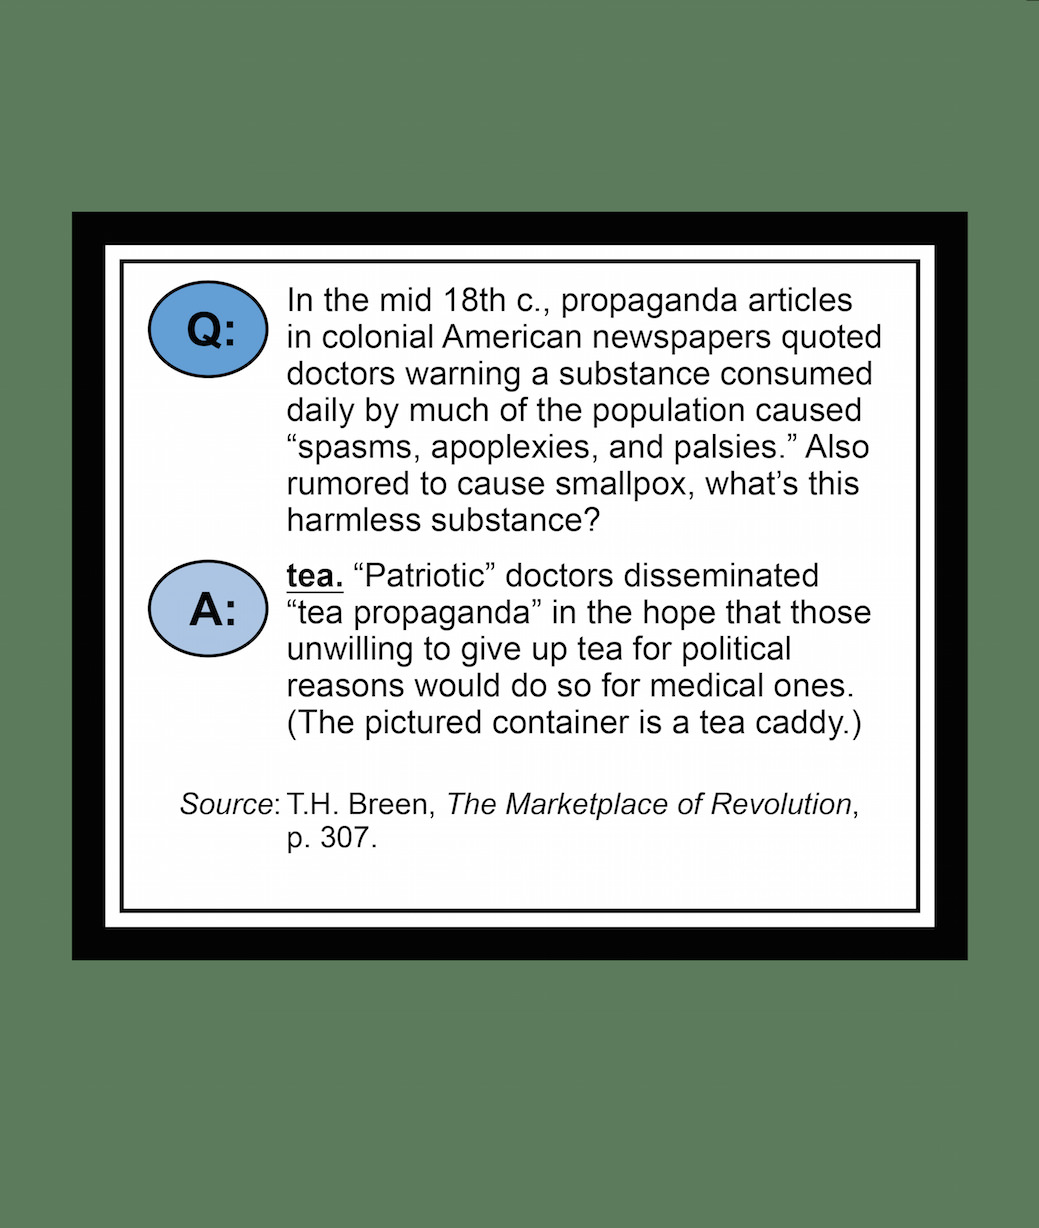 Q:
In the mid 18th c., propaganda articles
in colonial American newspapers quoted
doctors warning a substance consumed
daily by much of the population caused
“spasms, apoplexies, and palsies.” Also
rumored to cause smallpox, what’s this
harmless substance?
A:
tea. “Patriotic” doctors disseminated
“tea propaganda” in the hope that those
unwilling to give up tea for political
reasons would do so for medical ones.
(The pictured container is a tea caddy.)
Source: T.H. Breen, The Marketplace of Revolution,
p. 307.